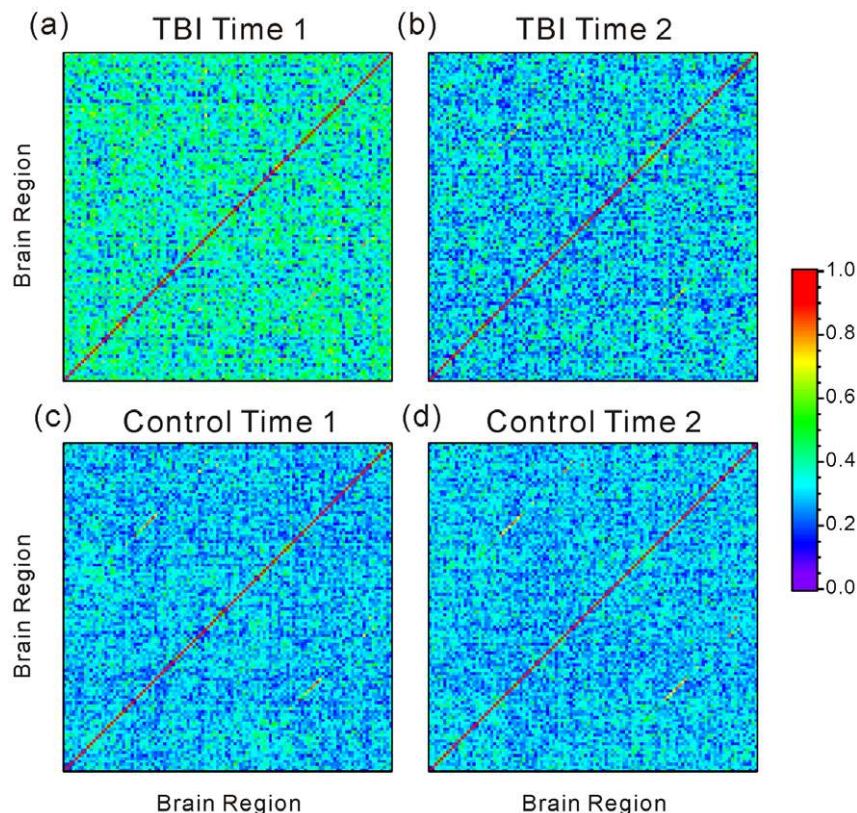 (a) TBI Time 1
(b) TBI Time 2
Brain Region
(c) Control Time 1
(d) Control Time 2
Brain Region
Brain Region
Brain Region
1.0
0.8
0.6
0.4
0.2
0.0